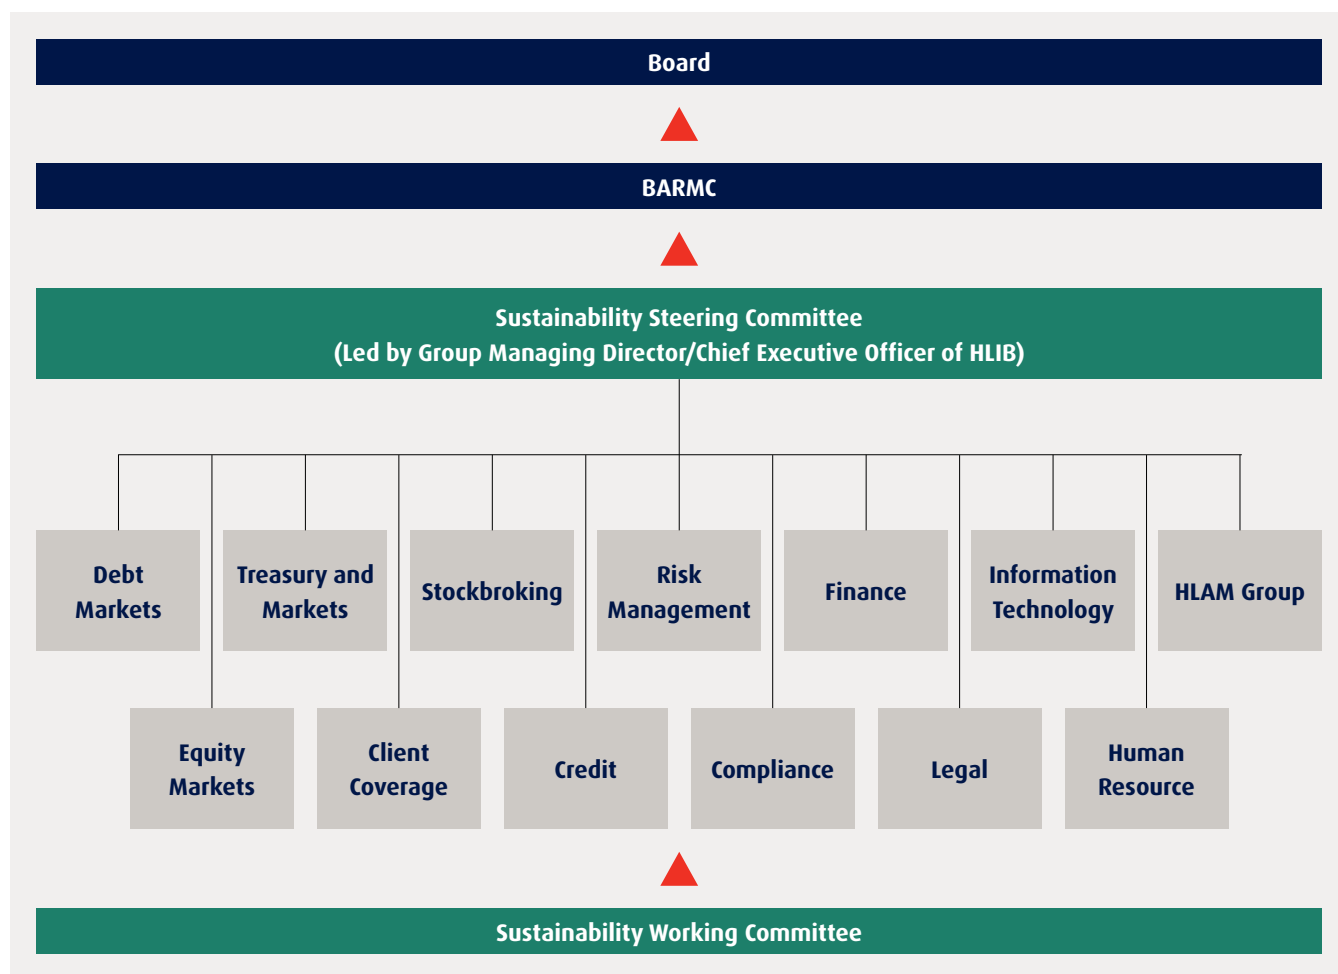 Board
BARMC
Sustainability Steering Committee
(Led by Group Managing Director/Chief Executive Officer of HLIB)
Debt
Markets
Treasury and
Markets
Stockbroking
Risk
Management
Finance
Information
Technology
HLAM Group
Equity
Markets
Client
Coverage
Credit
Compliance
Legal
Human
Resource
Sustainability Working Committee